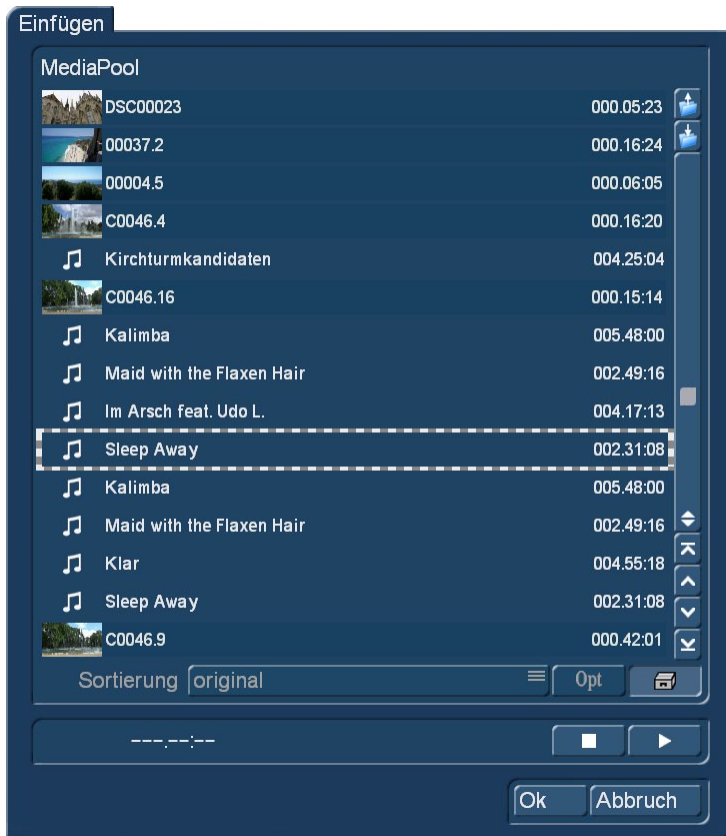 Einfügen
MediaPool
DSC00023 000.05:23
00037.2 000.16:24
00004.5 000.06:05
C0046.4 000.16:20
Kirchturmkandidaten 004.25:04
C0046.16 000.15:14
Kalimba 005.48:00
Maid with the Flaxen Hair 002.49:16
Im Arsch feat. Udo L. 004.17:13
Sleep Away 002.31:08
Kalimba 005.48:00
Maid with the Flaxen Hair 002.49:16
Klar 004.55:18
Sleep Away 002.31:08
C0046.9 000.42:01
Sortierung original Opt
---.--:--
Ok Abbruch